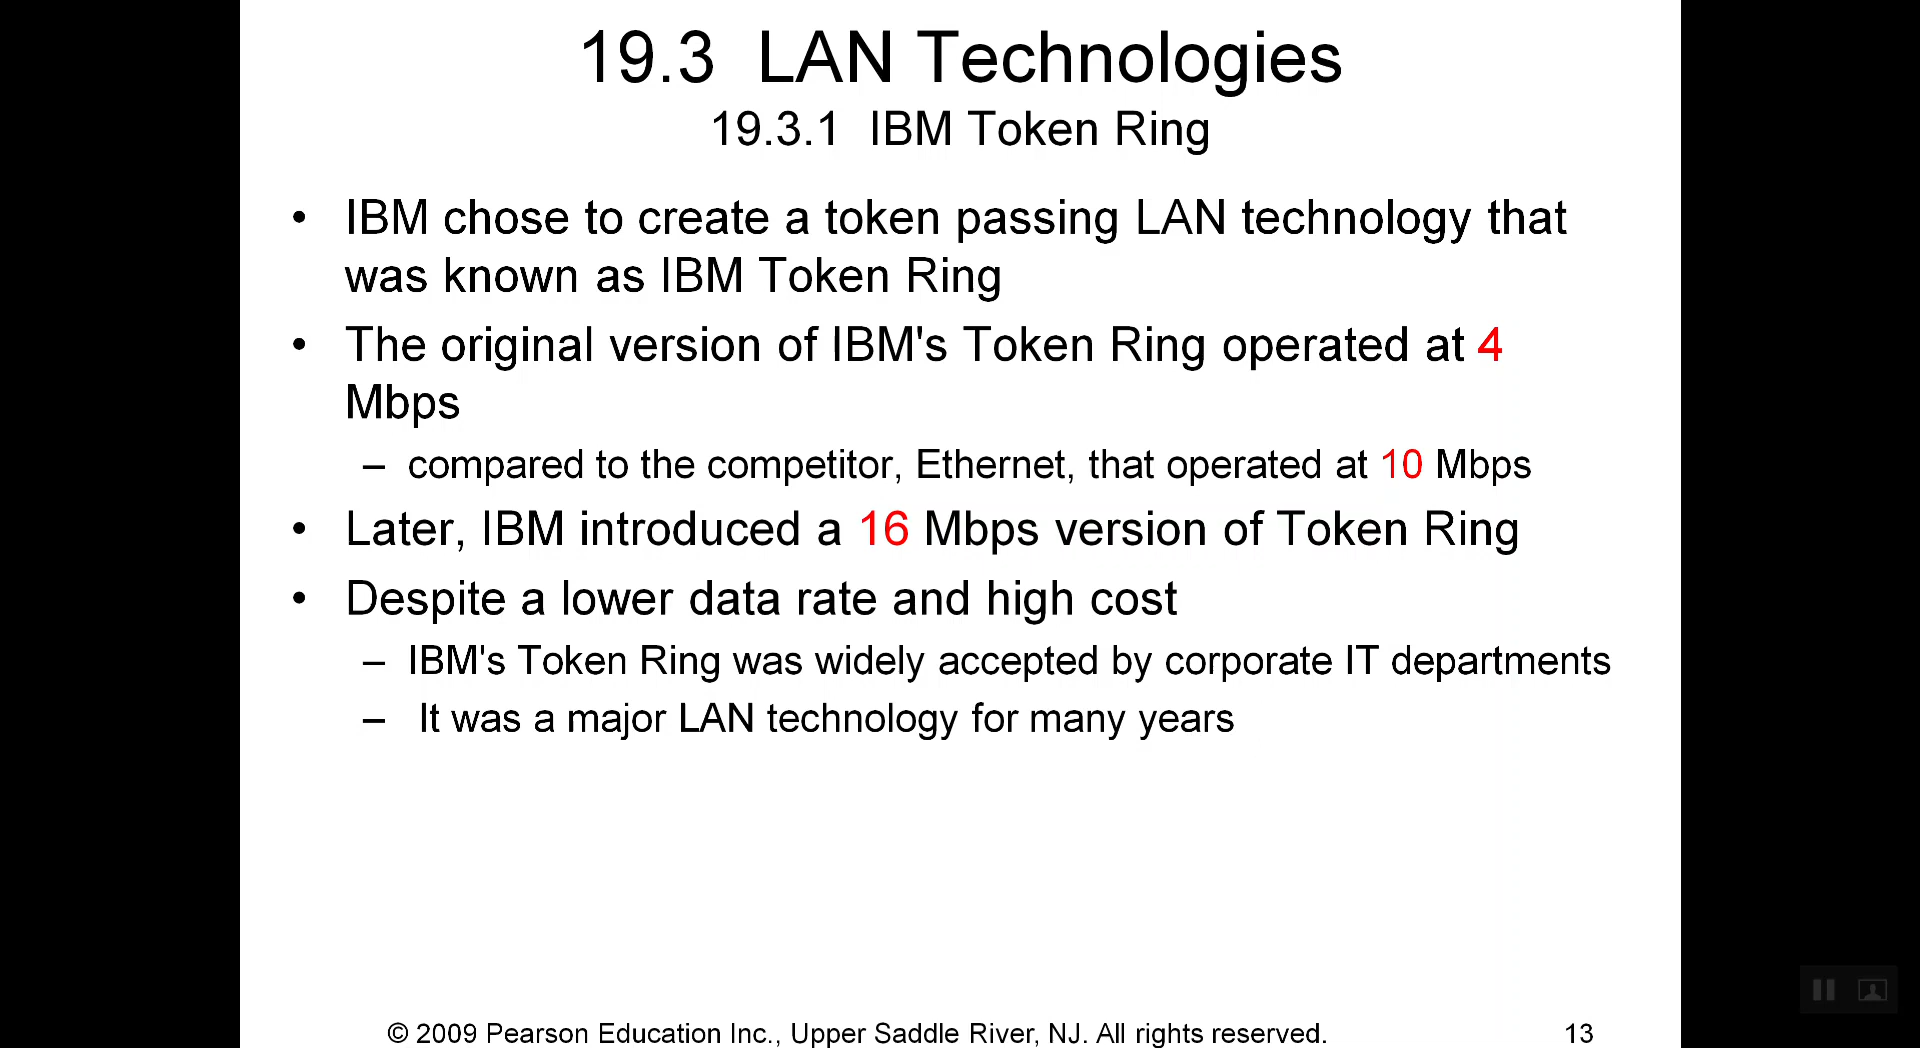 19.3 LAN Technologies
19.3.1 IBM Token Ring
• IBM chose to create a token passing LAN technology that
was known as IBM Token Ring
• The original version of IBM's Token Ring operated at 4
Mbps
– compared to the competitor, Ethernet, that operated at 10 Mbps
• Later, IBM introduced a 16 Mbps version of Token Ring
• Despite a lower data rate and high cost
– IBM's Token Ring was widely accepted by corporate IT departments
– It was a major LAN technology for many years
© 2009 Pearson Education Inc., Upper Saddle River, NJ. All rights reserved. 13